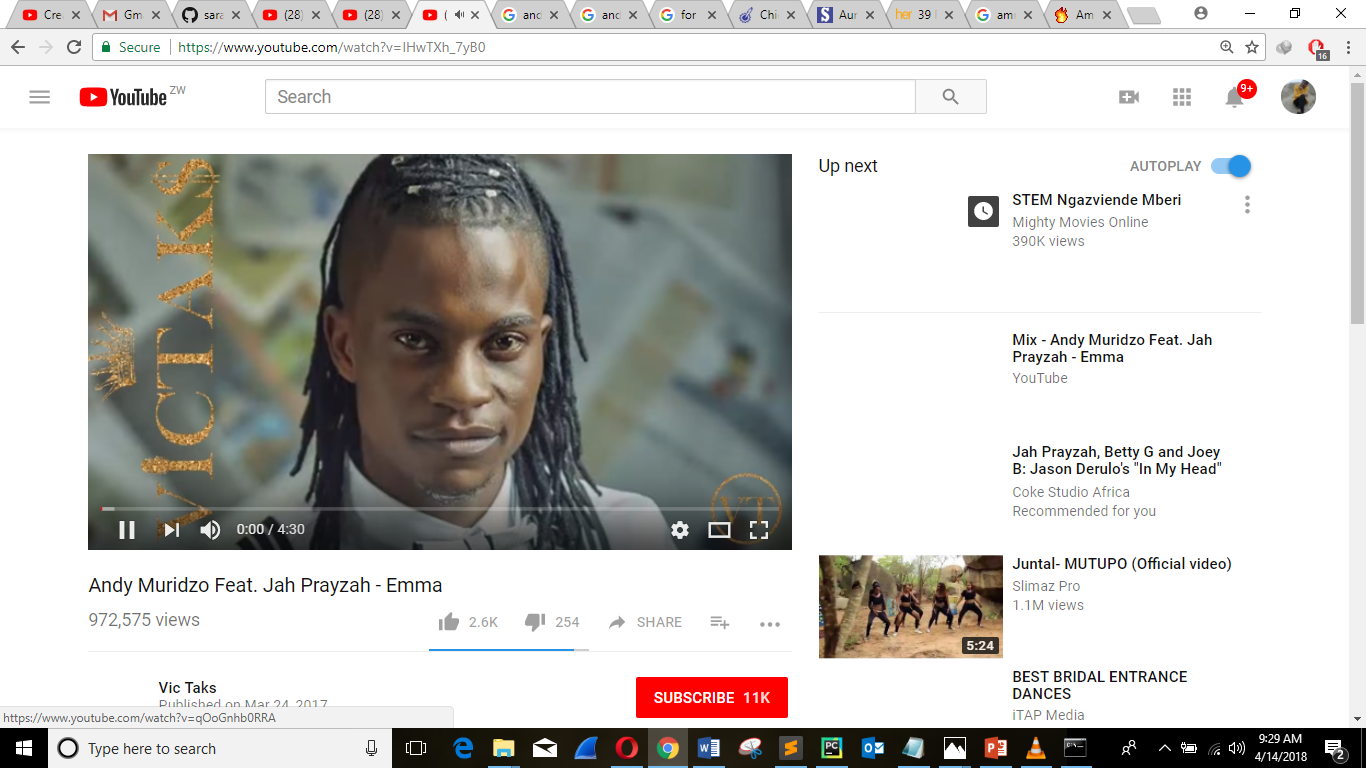 Cre
Gm
sara
(28)
(28)
(
and
and
for
Chi
Aur
her 39
ams
Am
Secure
https://www.youtube.com/watch?v=IHwTXh_7yB0
16
YouTube ZW
Search
9+
VICTAKS
VT
0:00 / 4:30
Andy Muridzo Feat. Jah Prayzah - Emma
972,575 views
2.6K
254
SHARE
Vic Taks
Published on Mar 24, 2017
SUBSCRIBE 11K
Up next
AUTOPLAY
STEM Ngazviende Mberi
Mighty Movies Online
390K views
Mix - Andy Muridzo Feat. Jah
Prayzah - Emma
YouTube
Jah Prayzah, Betty G and Joey
B: Jason Derulo's "In My Head"
Coke Studio Africa
Recommended for you
5:24
Juntal- MUTUPO (Official video)
Slimaz Pro
1.1M views
BEST BRIDAL ENTRANCE
DANCES
iTAP Media
https://www.youtube.com/watch?v=qOoGnhb0RRA
Type here to search
9:29 AM
4/14/2018
2